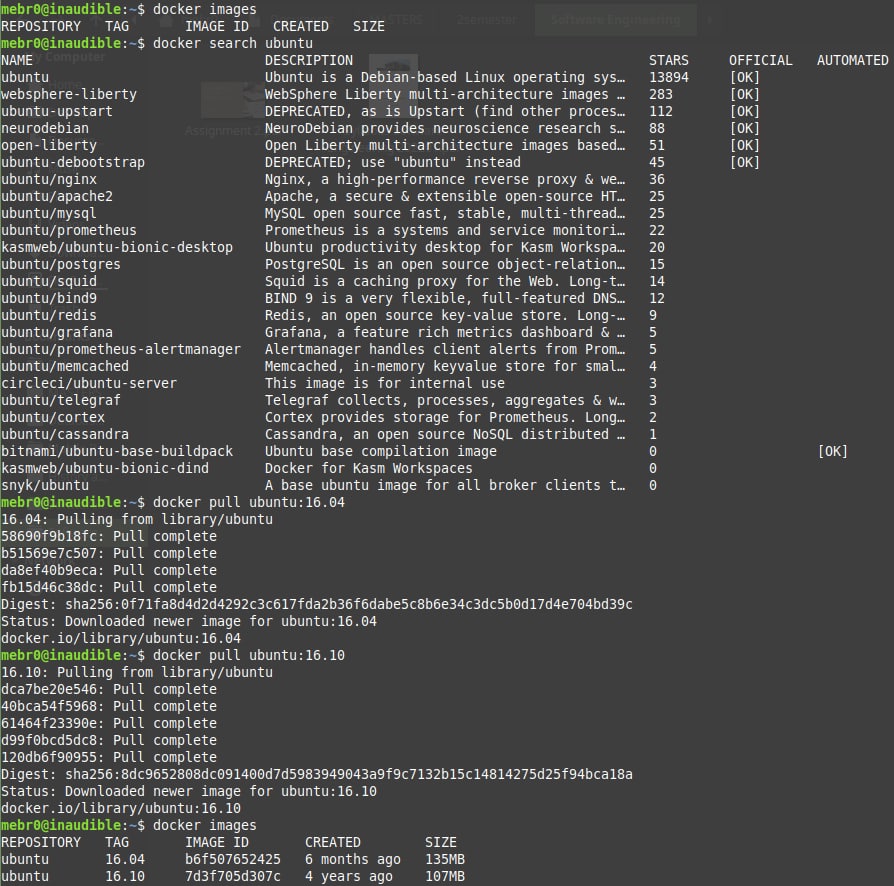 mebr0@inaudible:~$ docker images
REPOSITORY   TAG       IMAGE ID   CREATED   SIZE
mebr0@inaudible:~$ docker search ubuntu
NAME                             DESCRIPTION                                     STARS     OFFICIAL   AUTOMATED
ubuntu                           Ubuntu is a Debian-based Linux operating sys…   13894     [OK]
websphere-liberty                WebSphere Liberty multi-architecture images …   283       [OK]
ubuntu-upstart                   DEPRECATED, as is Upstart (find other proces…   112       [OK]
neurodebian                      NeuroDebian provides neuroscience research s…   88        [OK]
open-liberty                     Open Liberty multi-architecture images based…   51        [OK]
ubuntu-debootstrap               DEPRECATED; use "ubuntu" instead                45        [OK]
ubuntu/nginx                     Nginx, a high-performance reverse proxy & we…   36
ubuntu/apache2                   Apache, a secure & extensible open-source HT…   25
ubuntu/mysql                     MySQL open source fast, stable, multi-thread…   25
ubuntu/prometheus                Prometheus is a systems and service monitori…   22
kasmweb/ubuntu-bionic-desktop    Ubuntu productivity desktop for Kasm Workspa…   20
ubuntu/postgres                  PostgreSQL is an open source object-relation…   15
ubuntu/squid                     Squid is a caching proxy for the Web. Long-t…   14
ubuntu/bind9                     BIND 9 is a very flexible, full-featured DNS…   12
ubuntu/redis                     Redis, an open source key-value store. Long-…   9
ubuntu/grafana                   Grafana, a feature rich metrics dashboard & …   5
ubuntu/prometheus-alertmanager   Alertmanager handles client alerts from Prom…   5
ubuntu/memcached                 Memcached, in-memory keyvalue store for smal…   4
circleci/ubuntu-server           This image is for internal use                  3
ubuntu/telegraf                  Telegraf collects, processes, aggregates & w…   3
ubuntu/cortex                    Cortex provides storage for Prometheus. Long…   2
ubuntu/cassandra                 Cassandra, an open source NoSQL distributed …   1
bitnami/ubuntu-base-buildpack    Ubuntu base compilation image                   0                    [OK]
kasmweb/ubuntu-bionic-dind       Docker for Kasm Workspaces                      0
snyk/ubuntu                      A base ubuntu image for all broker clients t…   0
mebr0@inaudible:~$ docker pull ubuntu:16.04
16.04: Pulling from library/ubuntu
58690f9b18fc: Pull complete
b51569e7c507: Pull complete
da8ef40b9eca: Pull complete
fb15d46c38dc: Pull complete
Digest: sha256:0f71fa8d4d2d4292c3c617fda2b36f6dabe5c8b6e34c3dc5b0d17d4e704bd39c
Status: Downloaded newer image for ubuntu:16.04
docker.io/library/ubuntu:16.04
mebr0@inaudible:~$ docker pull ubuntu:16.10
16.10: Pulling from library/ubuntu
dca7be20e546: Pull complete
40bca54f5968: Pull complete
61464f23390e: Pull complete
d99f0bcd5dc8: Pull complete
120db6f90955: Pull complete
Digest: sha256:8dc9652808dc091400d7d5983949043a9f9c7132b15c14814275d25f94bca18a
Status: Downloaded newer image for ubuntu:16.10
docker.io/library/ubuntu:16.10
mebr0@inaudible:~$ docker images
REPOSITORY   TAG       IMAGE ID       CREATED        SIZE
ubuntu       16.04     b6f507652425   6 months ago   135MB
ubuntu       16.10     7d3f705d307c   4 years ago    107MB